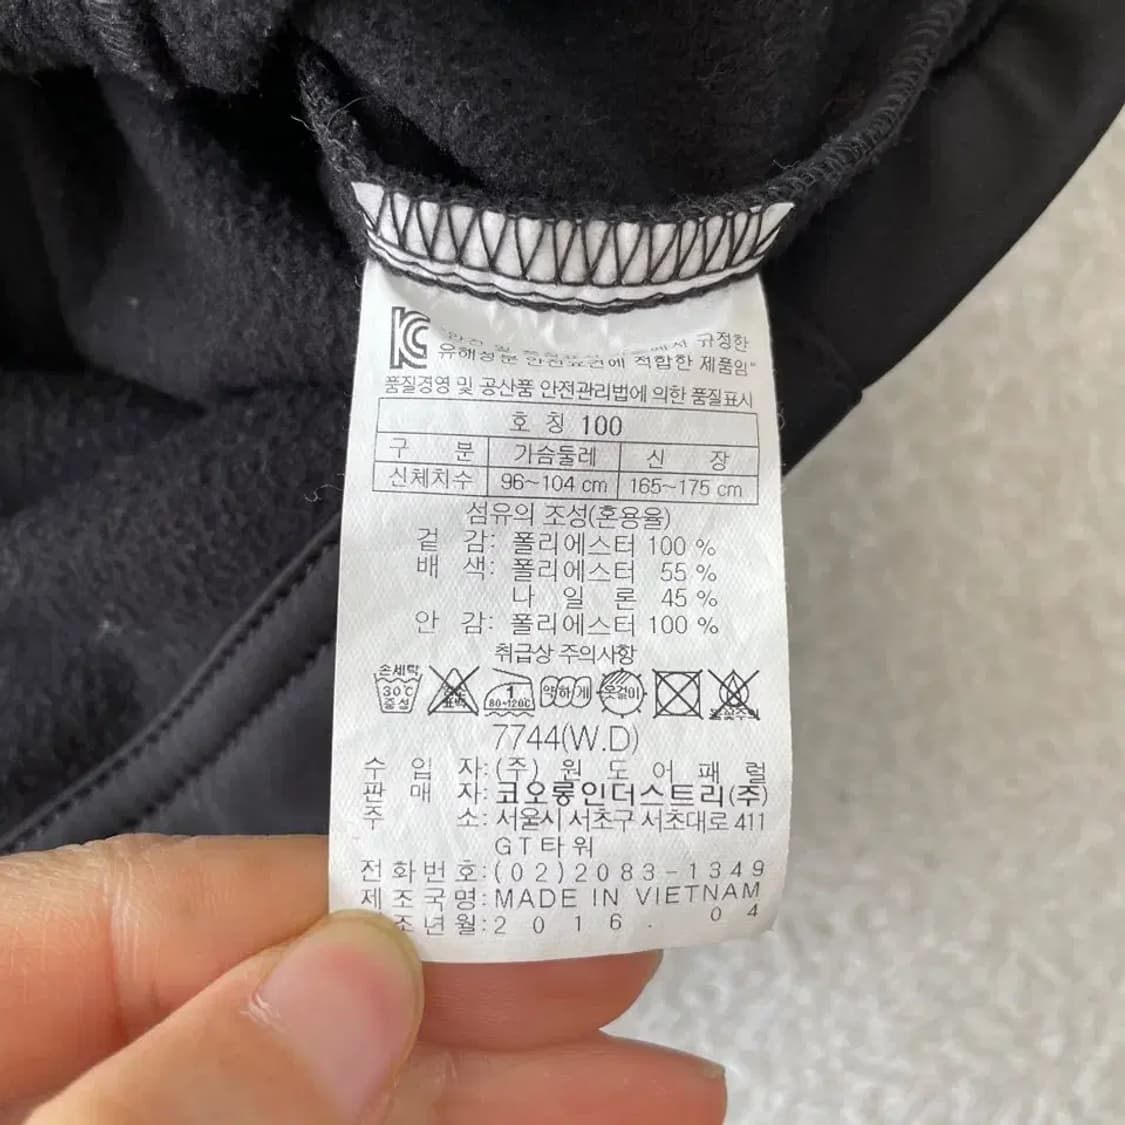 KC
규정한
유해성분 안전요건에 적합한 제품임"
품질경영 및 공산품 안전관리법에 의한 품질표시
호 칭 100
구 분 가슴둘레 신 장
신체치수 96~104 cm 165~175 cm
섬유의 조성(혼용율)
겉 감: 폴리에스터 100 %
배 색: 폴리에스터 55 %
나 일 론 45 %
안 감: 폴리에스터 100 %
취급상 주의사항
손세탁 30℃ 중성 표백 1 80~120℃ 약하게 옷걸이
7744(W.D)
수 입 자: (주) 원 도 어 패 럴
판 매 자: 코오롱인더스트리(주)
주 소: 서울시 서초구 서초대로 411
GT타워
전화번호:(02)2083-1349
제조국명: MADE IN VIETNAM
조년월: 2016. 04